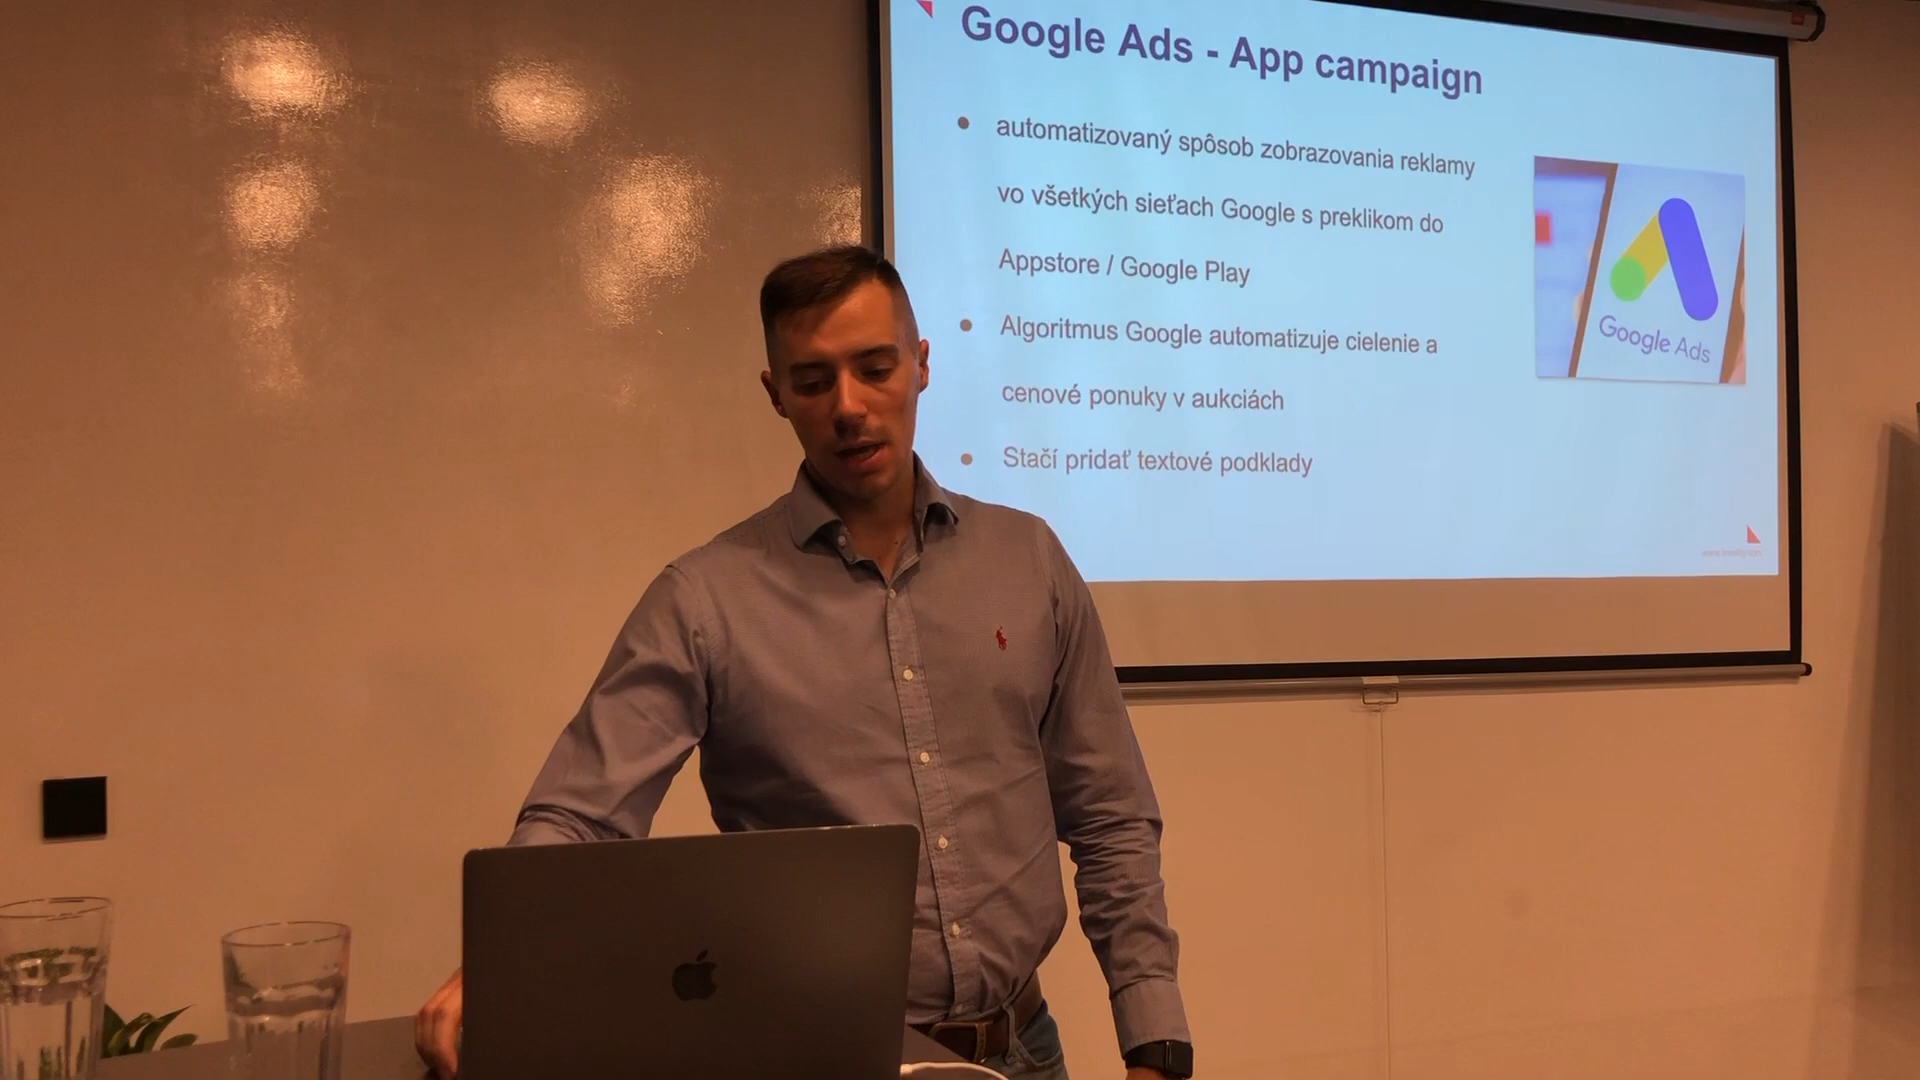 Google Ads - App campaign
automatizovaný spôsob zobrazovania reklamy
vo všetkých sieťach Google s preklikom do
Appstore / Google Play
Algoritmus Google automatizuje cielenie a
cenové ponuky v aukciách
Stačí pridať textové podklady
Google Ads